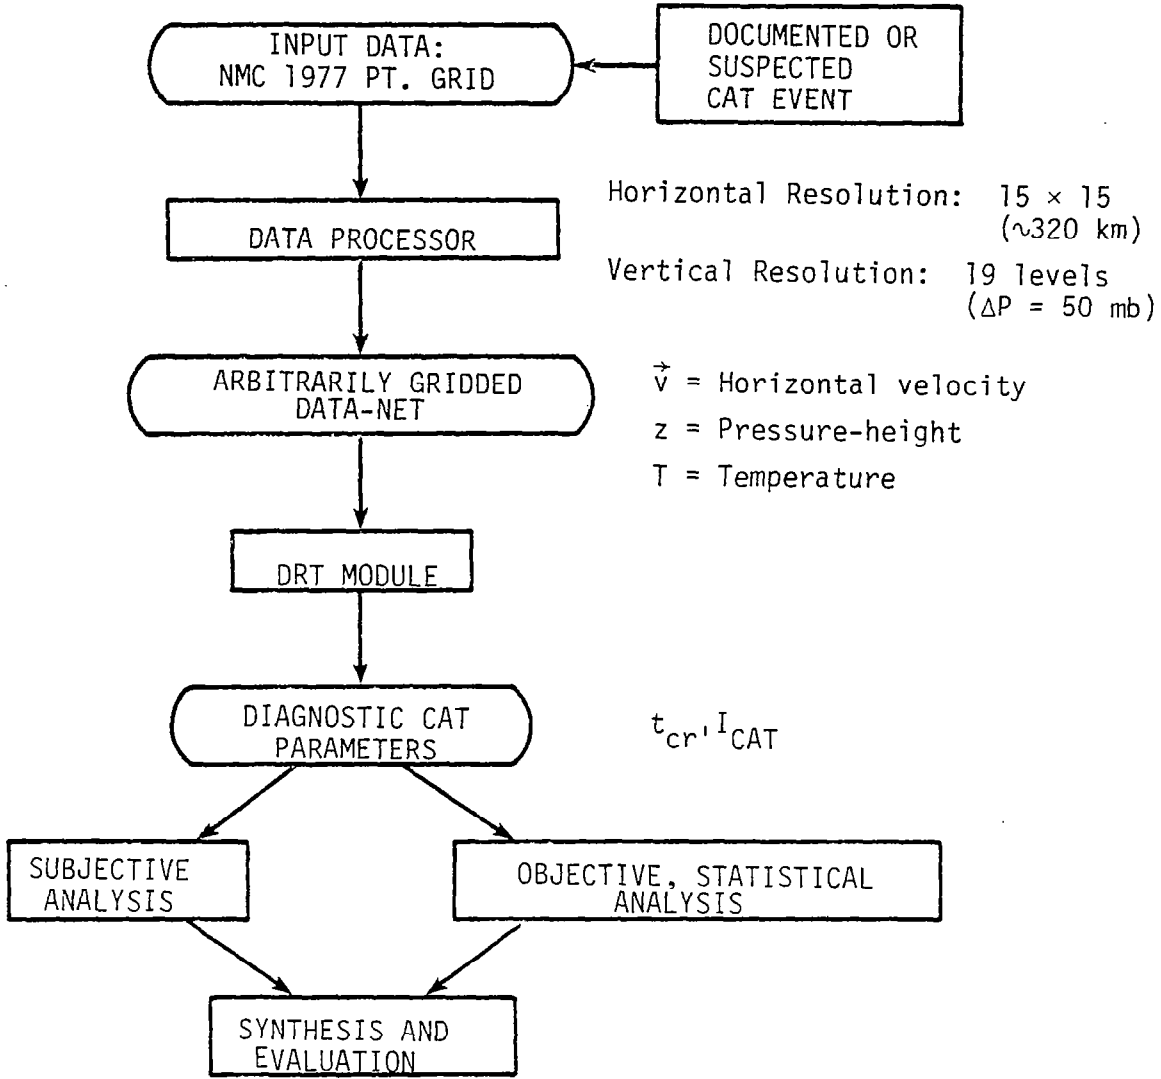 INPUT DATA:
NMC 1977 PT. GRID
DOCUMENTED OR
SUSPECTED
CAT EVENT
Horizontal Resolution: 15 × 15
(~320 km)
DATA PROCESSOR
Vertical Resolution: 19 levels
(ΔP = 50 mb)
ARBITRARILY GRIDDED
DATA-NET
v⃗ = Horizontal velocity
z = Pressure-height
T = Temperature
DRT MODULE
DIAGNOSTIC CAT
PARAMETERS
t_cr, I_CAT
SUBJECTIVE
ANALYSIS
OBJECTIVE, STATISTICAL
ANALYSIS
SYNTHESIS AND
EVALUATION